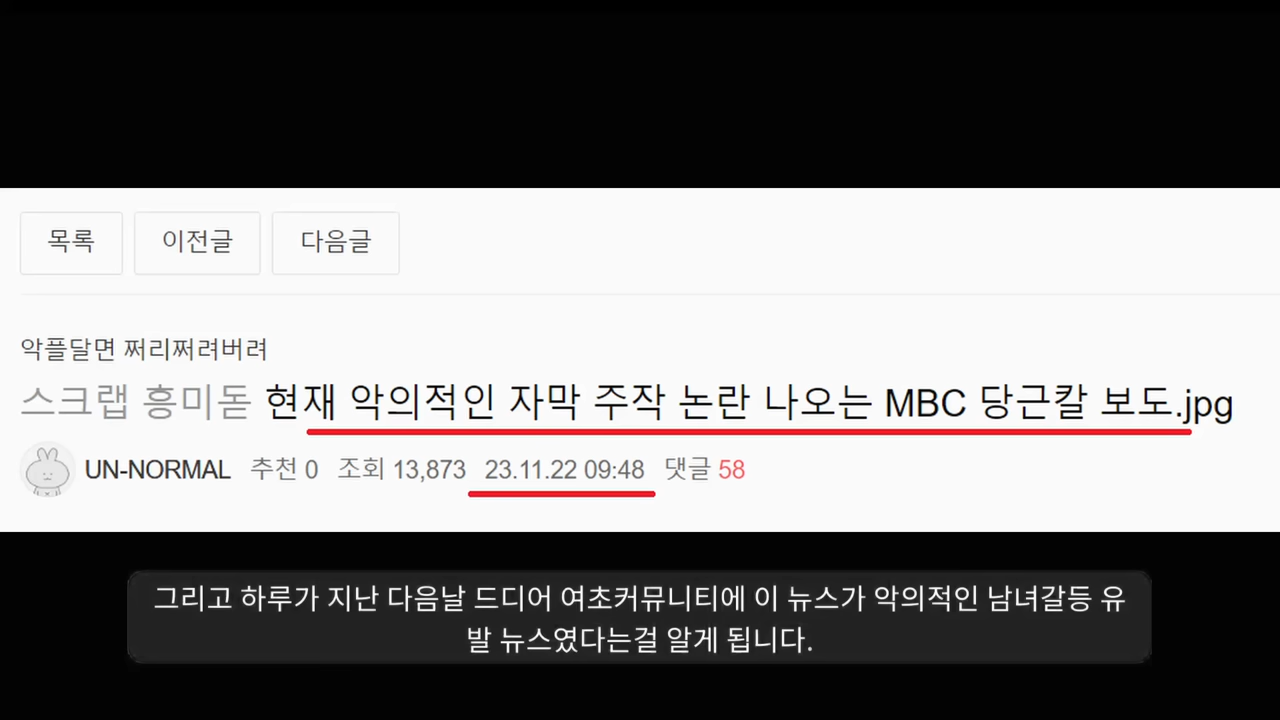 목록 이전글 다음글
악플달면 쩌리쩌려버려
스크랩 흥미돋 현재 악의적인 자막 주작 논란 나오는 MBC 당근칼 보도.jpg
UN-NORMAL 추천 0 조회 13,873 23.11.22 09:48 댓글 58
그리고 하루가 지난 다음날 드디어 여초커뮤니티에 이 뉴스가 악의적인 남녀갈등 유
발 뉴스였다는걸 알게 됩니다.